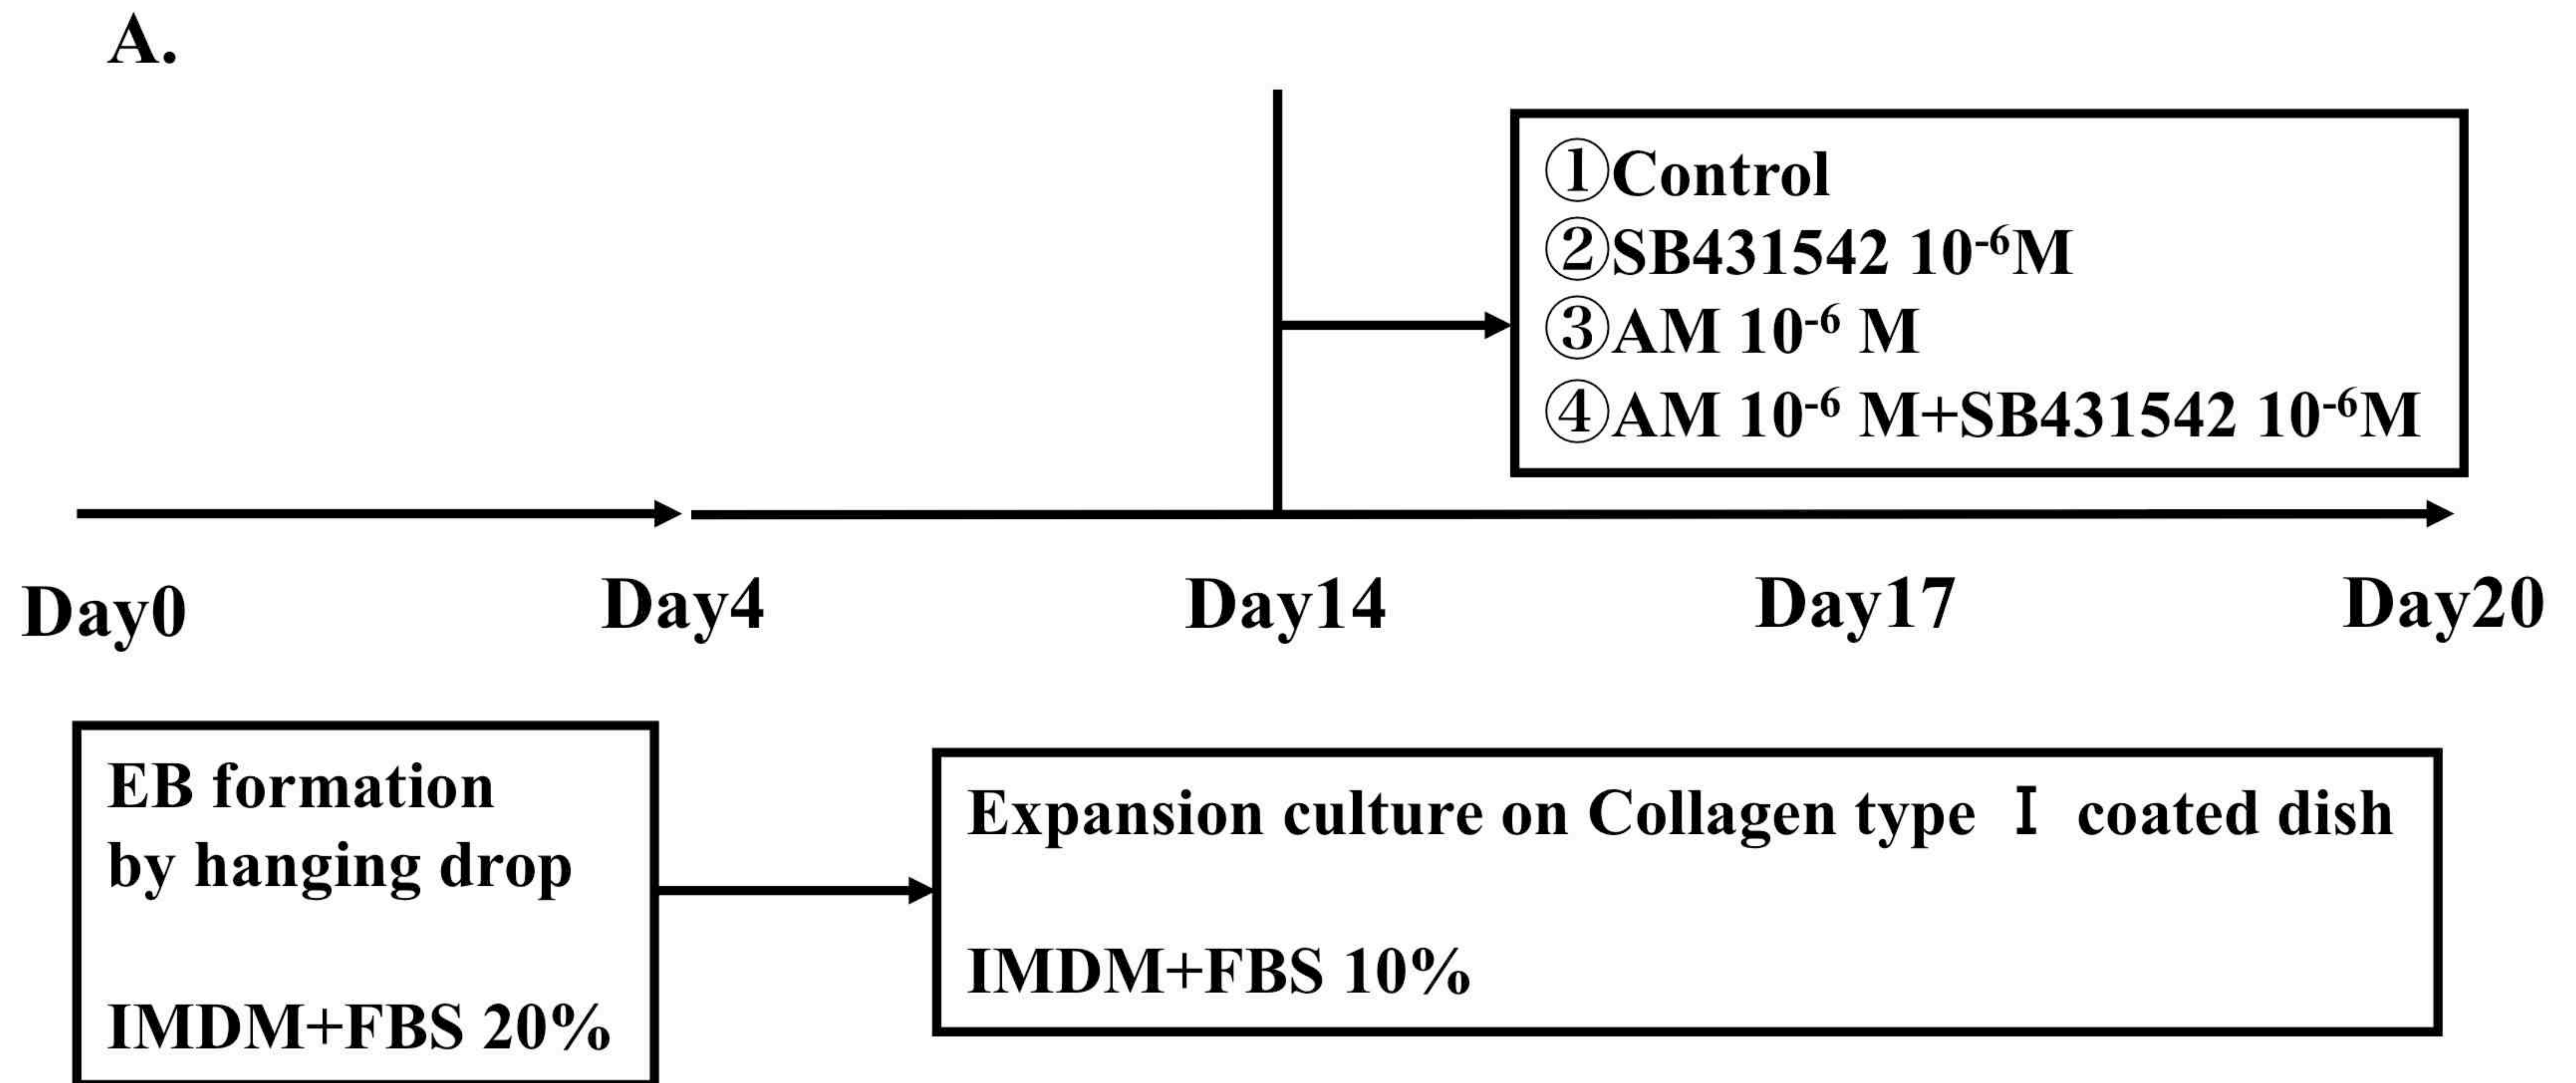 A.
①Control
②SB431542 10⁻⁶M
③AM 10⁻⁶ M
④AM 10⁻⁶ M+SB431542 10⁻⁶M
Day0 Day4 Day14 Day17 Day20
EB formation
by hanging drop
IMDM+FBS 20%
Expansion culture on Collagen type Ⅰ coated dish
IMDM+FBS 10%